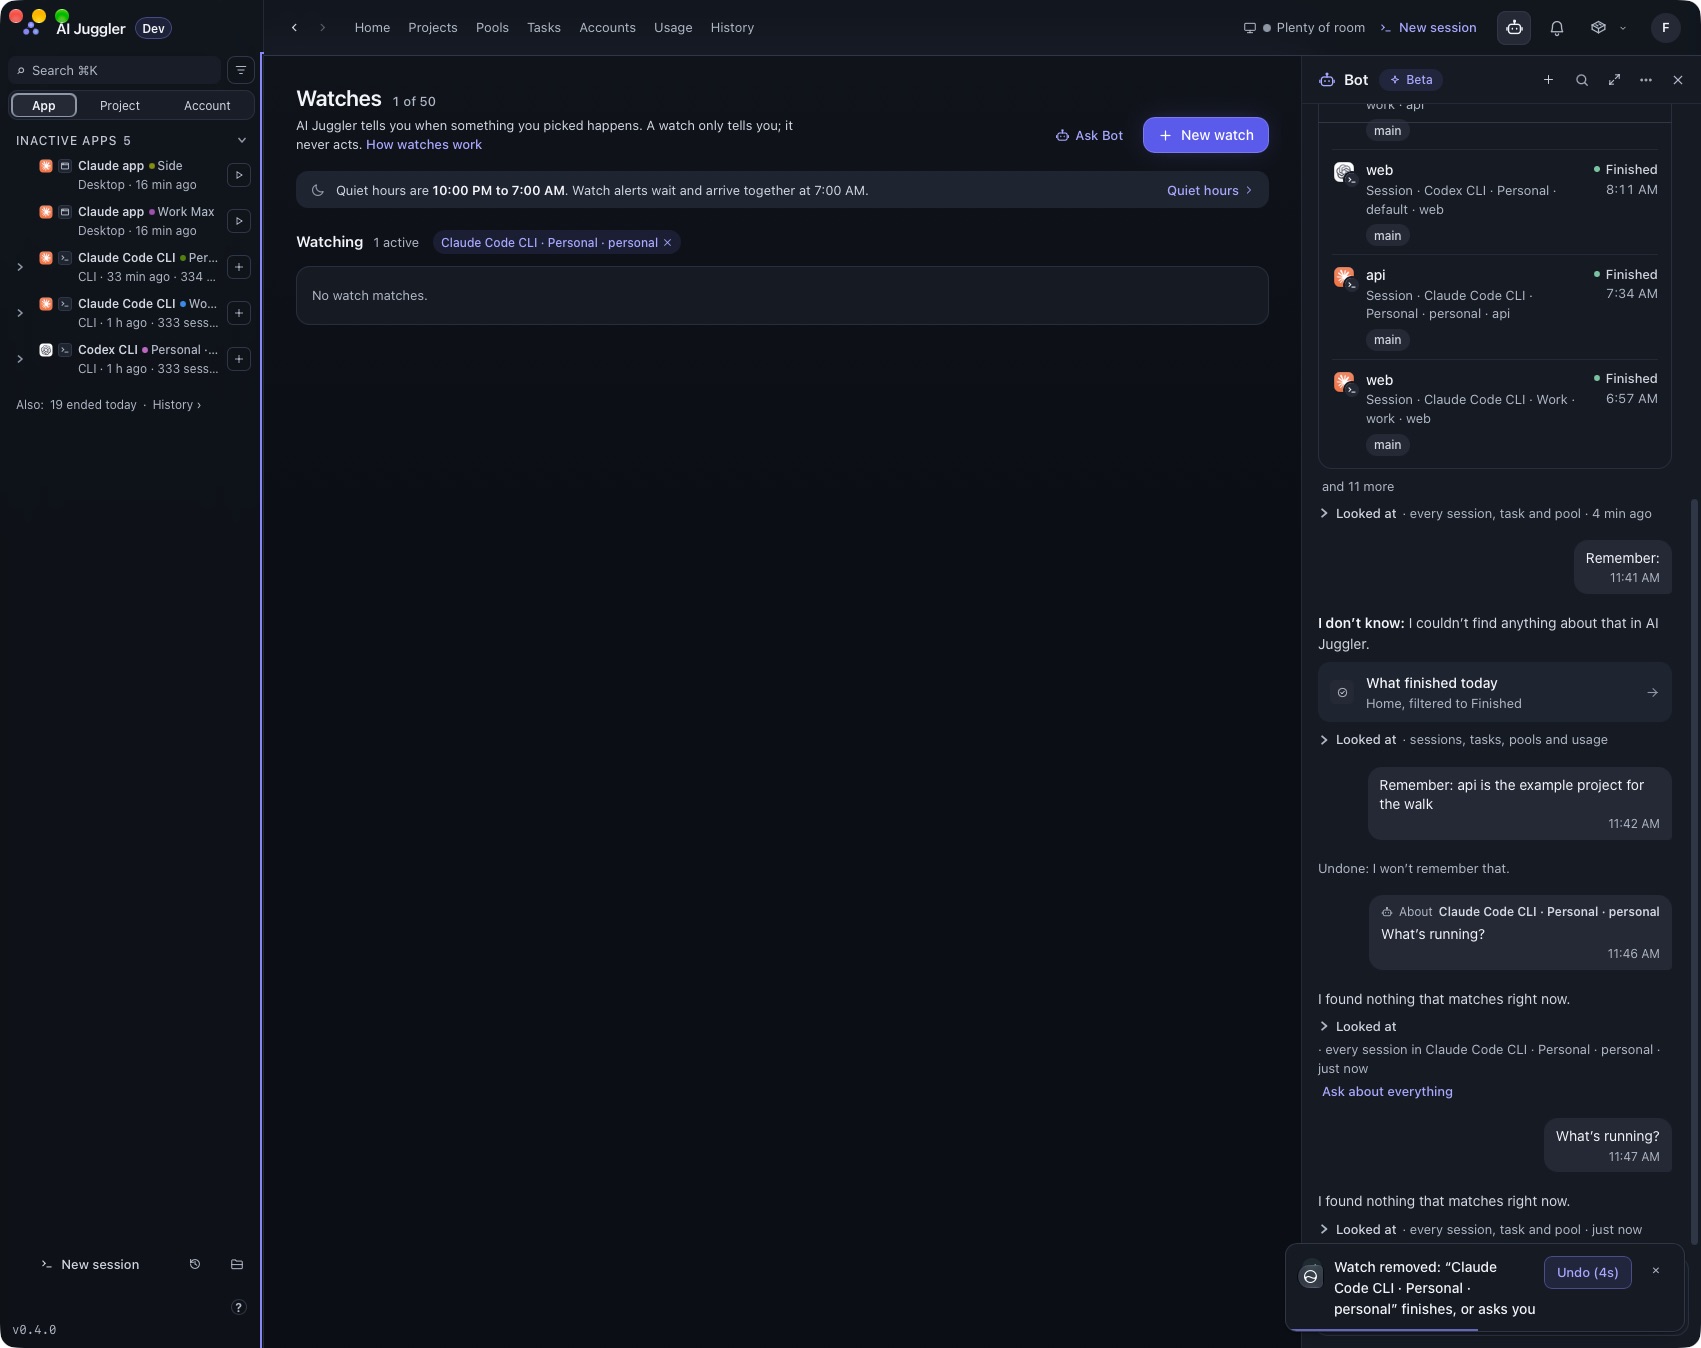 AI Juggler Dev
Search ⌘K
App Project Account
INACTIVE APPS 5
Claude app Side
Desktop · 16 min ago
Claude app Work Max
Desktop · 16 min ago
Claude Code CLI Per...
CLI · 33 min ago · 334 ...
Claude Code CLI Wo...
CLI · 1 h ago · 333 sess...
Codex CLI Personal ·...
CLI · 1 h ago · 333 sess...
Also: 19 ended today · History ›
New session
?
v0.4.0
Home Projects Pools Tasks Accounts Usage History
Plenty of room New session F
Watches 1 of 50
AI Juggler tells you when something you picked happens. A watch only tells you; it
never acts. How watches work
Ask Bot
+ New watch
Quiet hours are 10:00 PM to 7:00 AM. Watch alerts wait and arrive together at 7:00 AM.
Quiet hours
Watching 1 active Claude Code CLI · Personal · personal ×
No watch matches.
Bot Beta
work · api
main
web Finished
Session · Codex CLI · Personal · 8:11 AM
default · web
main
api Finished
Session · Claude Code CLI · 7:34 AM
Personal · personal · api
main
web Finished
Session · Claude Code CLI · Work · 6:57 AM
work · web
main
and 11 more
Looked at · every session, task and pool · 4 min ago
Remember:
11:41 AM
I don’t know: I couldn’t find anything about that in AI
Juggler.
What finished today
Home, filtered to Finished
Looked at · sessions, tasks, pools and usage
Remember: api is the example project for
the walk
11:42 AM
Undone: I won’t remember that.
About Claude Code CLI · Personal · personal
What’s running?
11:46 AM
I found nothing that matches right now.
Looked at
· every session in Claude Code CLI · Personal · personal ·
just now
Ask about everything
What’s running?
11:47 AM
I found nothing that matches right now.
Looked at · every session, task and pool · just now
Watch removed: “Claude
Code CLI · Personal ·
personal” finishes, or asks you
Undo (4s)